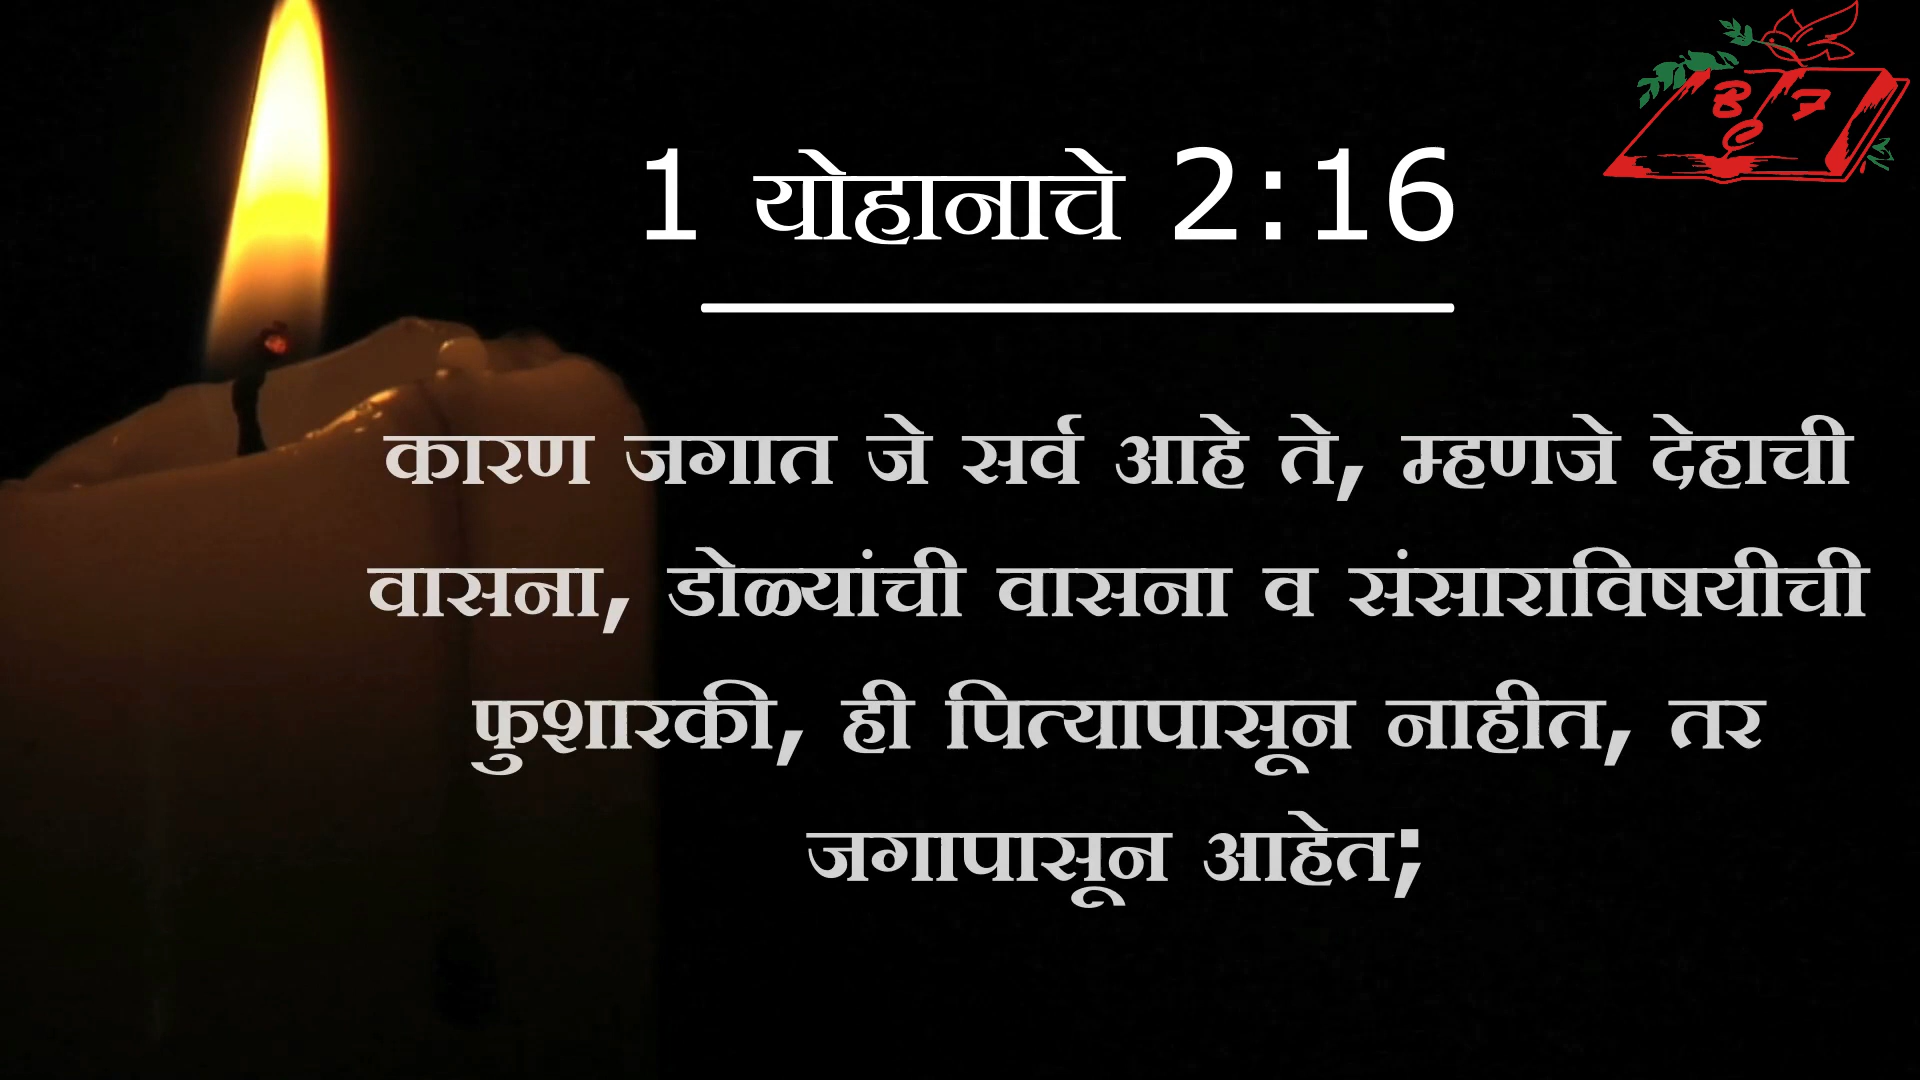 B F
C
1 योहानाचे 2:16
कारण जगात जे सर्व आहे ते, म्हणजे देहाची
वासना, डोळ्यांची वासना व संसाराविषयीची
फुशारकी, ही पित्यापासून नाहीत, तर
जगापासून आहेत;